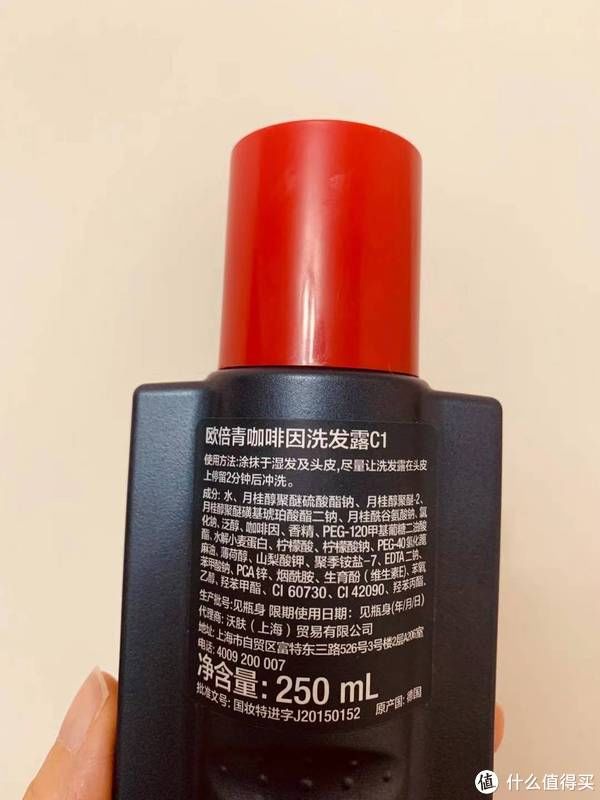 欧倍青咖啡因洗发露C1
使用方法:涂抹于湿发及头皮,尽量让洗发露在头皮
上停留2分钟后冲洗。
成分: 水、月桂醇聚醚硫酸酯钠、月桂醇聚醚-2、
月桂醇聚醚磺基琥珀酸酯二钠、月桂酰谷氨酸钠、氯
化钠、泛醇、咖啡因、香精、PEG-120甲基葡糖二油酸
酯、水解小麦蛋白、柠檬酸、柠檬酸钠、PEG-40氢化蓖
麻油、薄荷醇、山梨酸钾、聚季铵盐-7、EDTA 二钠、
苯甲酸钠、PCA 锌、烟酰胺、生育酚 (维生素E)、苯氧
乙醇、羟苯甲酯、CI 60730、CI 42090、羟苯丙酯。
生产批号: 见瓶身 限期使用日期: 见瓶身(年/月/日)
代理商: 沃肤 (上海) 贸易有限公司
地址: 上海市自贸区富特东三路526号3号楼2层A206室
电话: 4009 200 007
净含量: 250 mL
批准文号: 国妆特进字J20150152 原产国: 德国
值 什么值得买